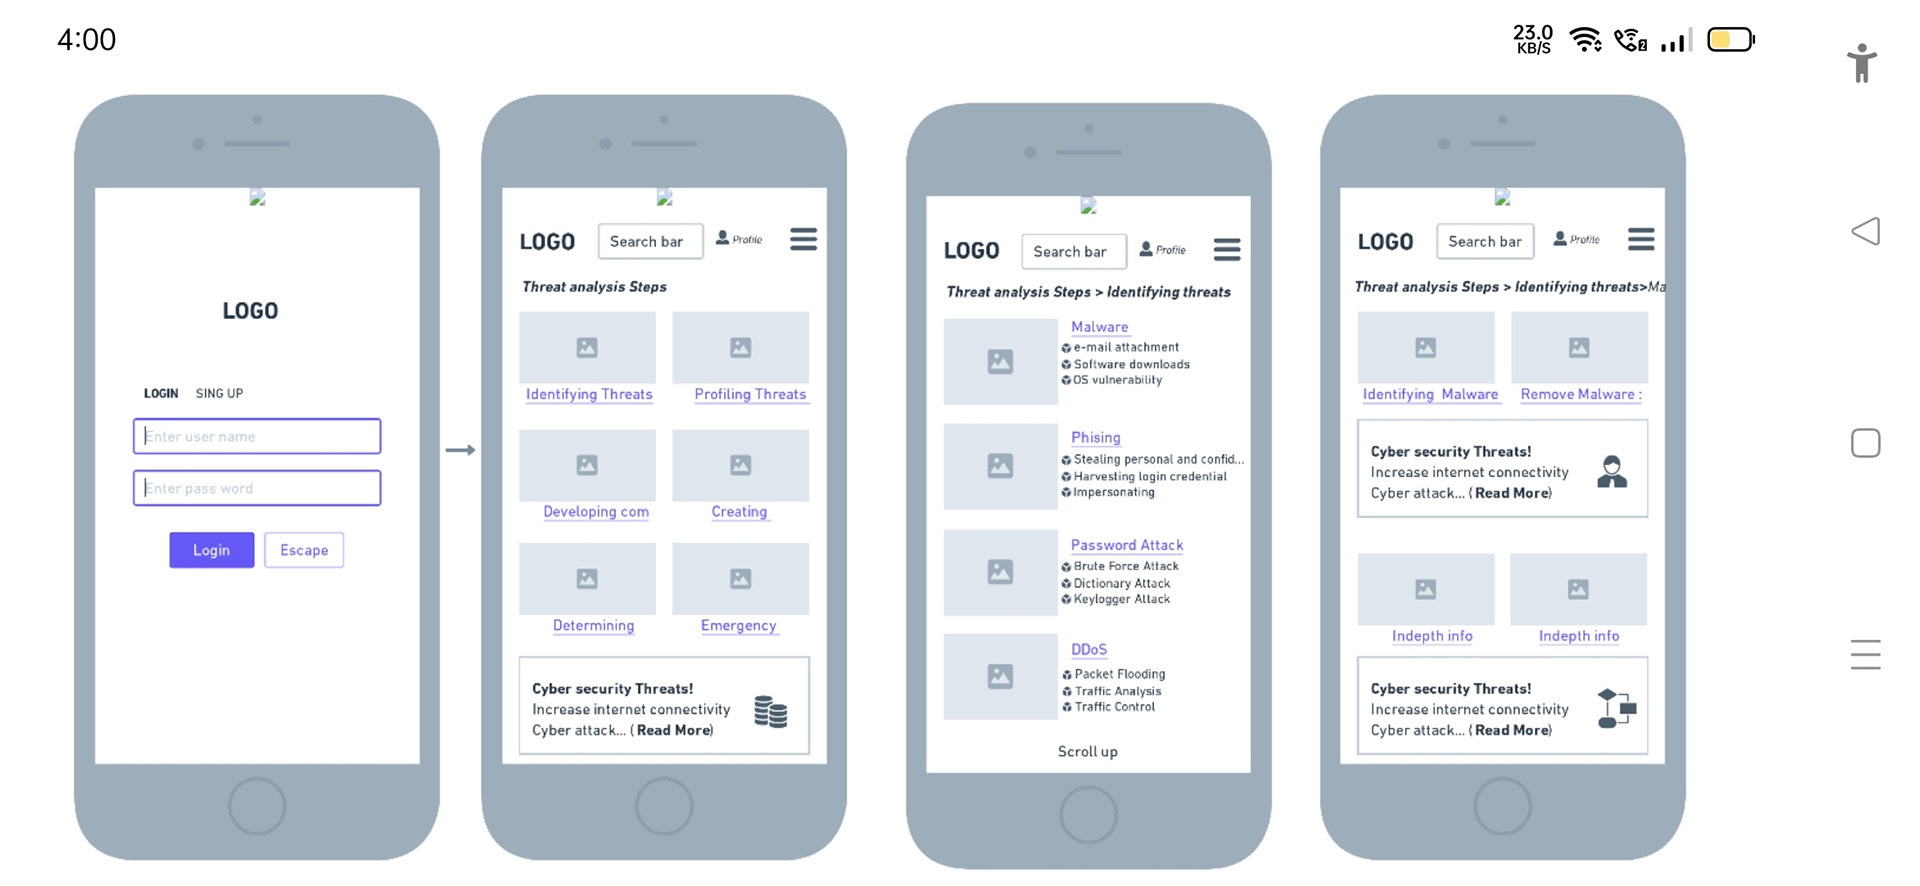 4:00
23.0
KB/S
2
LOGO
LOGIN SING UP
Enter user name
Enter pass word
Login Escape
LOGO Search bar Profile
Threat analysis Steps
Identifying Threats Profiling Threats
Developing com Creating
Determining Emergency
Cyber security Threats!
Increase internet connectivity
Cyber attack... ( Read More)
LOGO Search bar Profile
Threat analysis Steps > Identifying threats
Malware
e-mail attachment
Software downloads
OS vulnerability
Phising
Stealing personal and confid...
Harvesting login credential
Impersonating
Password Attack
Brute Force Attack
Dictionary Attack
Keylogger Attack
DDoS
Packet Flooding
Traffic Analysis
Traffic Control
Scroll up
LOGO Search bar Profile
Threat analysis Steps > Identifying threats>Ma
Identifying Malware Remove Malware :
Cyber security Threats!
Increase internet connectivity
Cyber attack... ( Read More)
Indepth info Indepth info
Cyber security Threats!
Increase internet connectivity
Cyber attack... ( Read More)